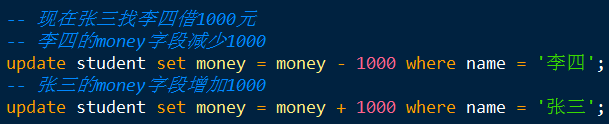 -- 现在张三找李四借1000元
-- 李四的money字段减少1000
update student set money = money - 1000 where name = '李四';
-- 张三的money字段增加1000
update student set money = money + 1000 where name = '张三';